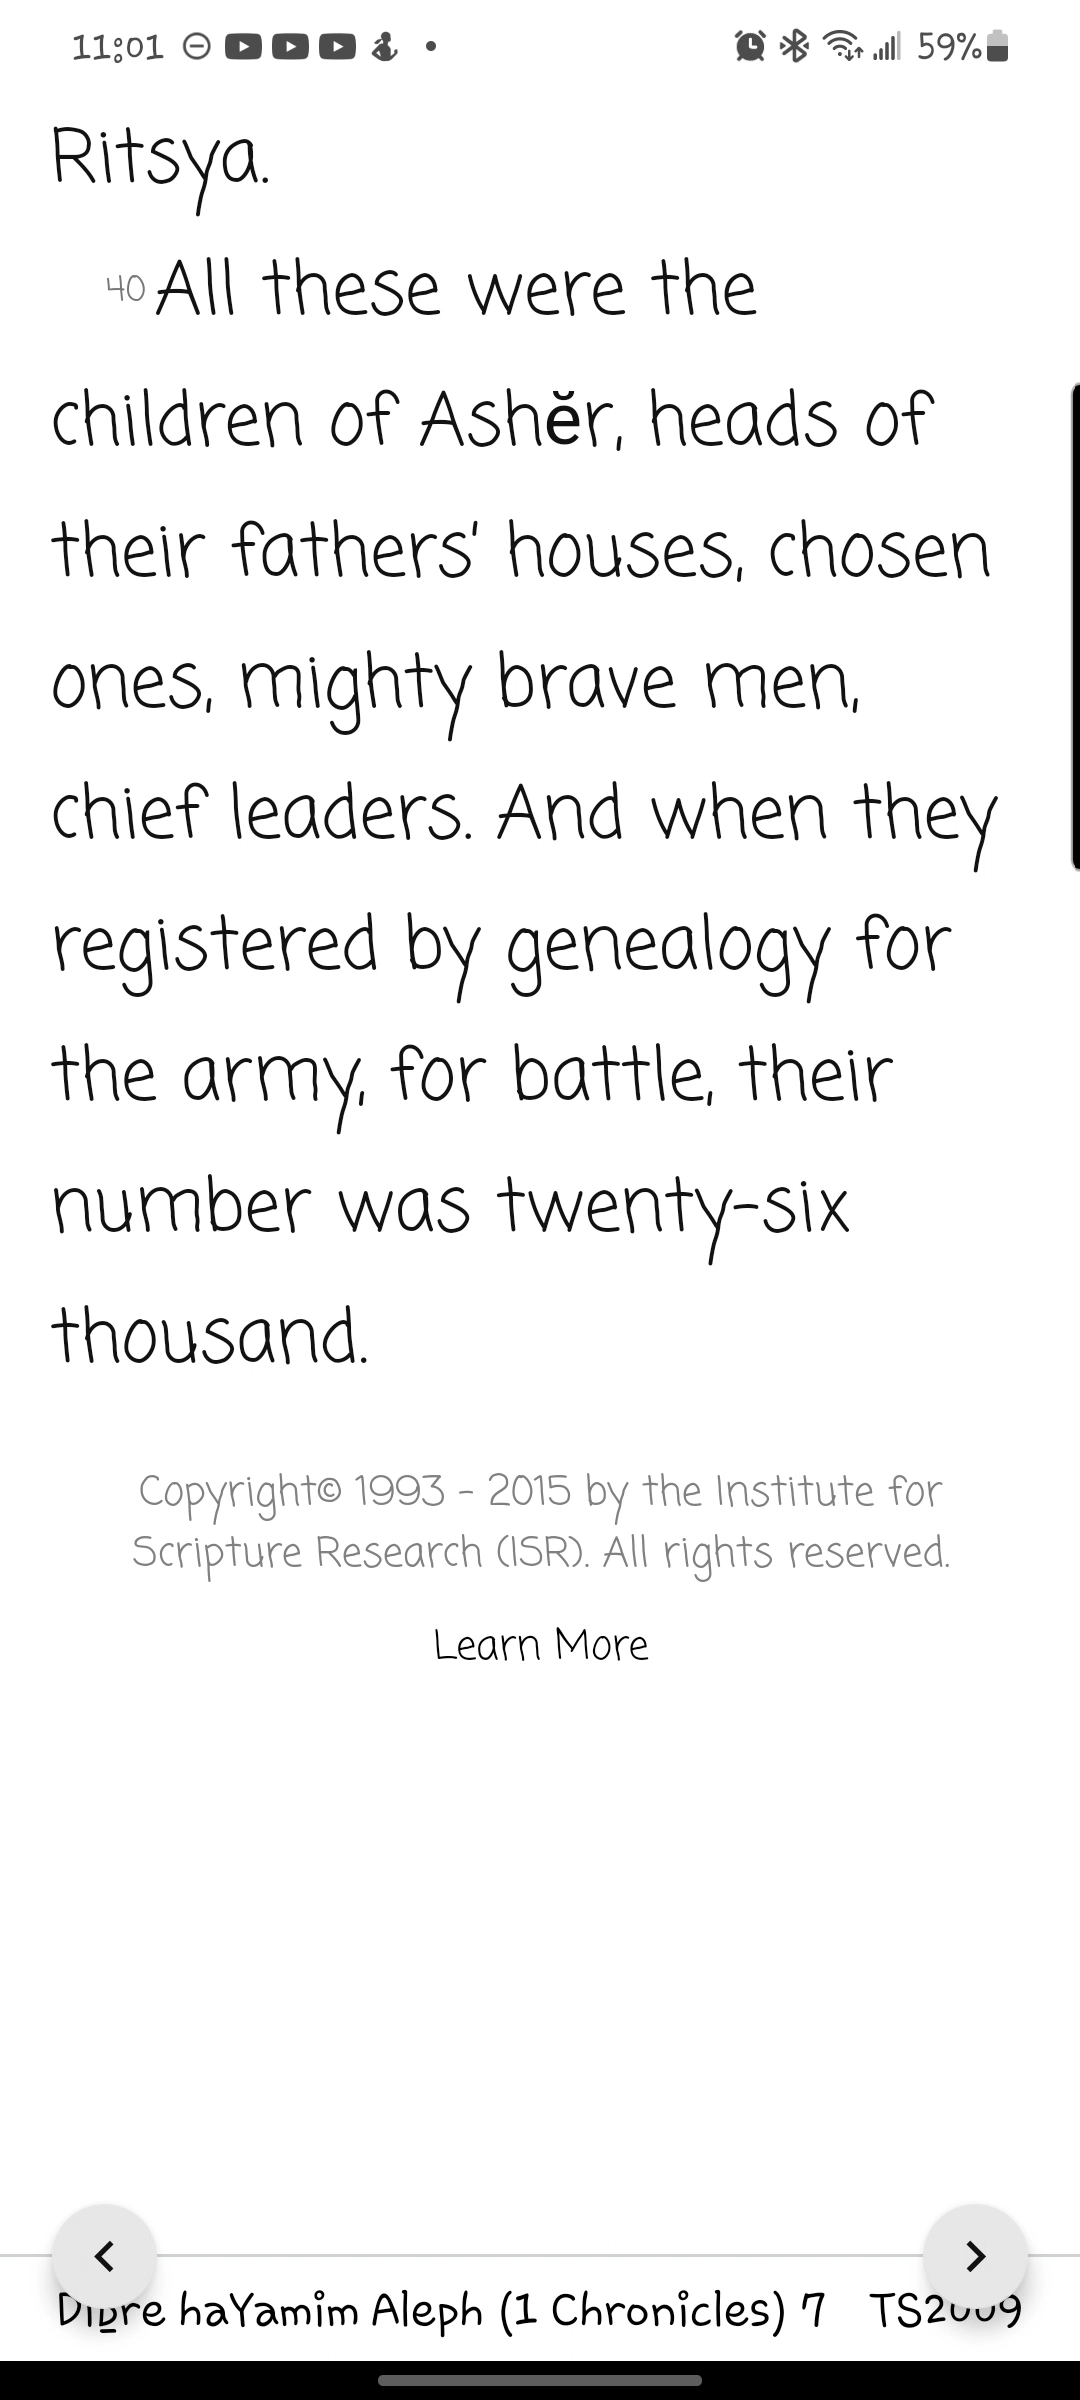 11:01 59%
Ritsya.
40 All these were the
children of Ashĕr, heads of
their fathers' houses, chosen
ones, mighty brave men,
chief leaders. And when they
registered by genealogy for
the army, for battle, their
number was twenty-six
thousand.
Copyright© 1993 - 2015 by the Institute for
Scripture Research (ISR). All rights reserved.
Learn More
Diḇre haYamim Aleph (1 Chronicles) 7 TS2009